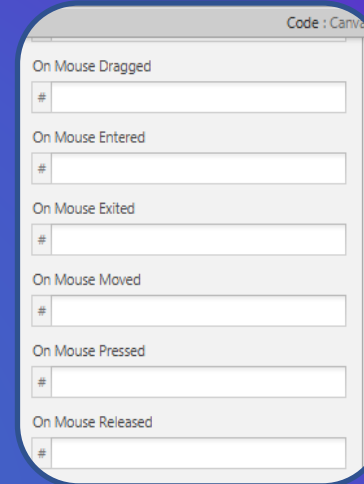 Code : Canva
On Mouse Dragged
#
On Mouse Entered
#
On Mouse Exited
#
On Mouse Moved
#
On Mouse Pressed
#
On Mouse Released
#